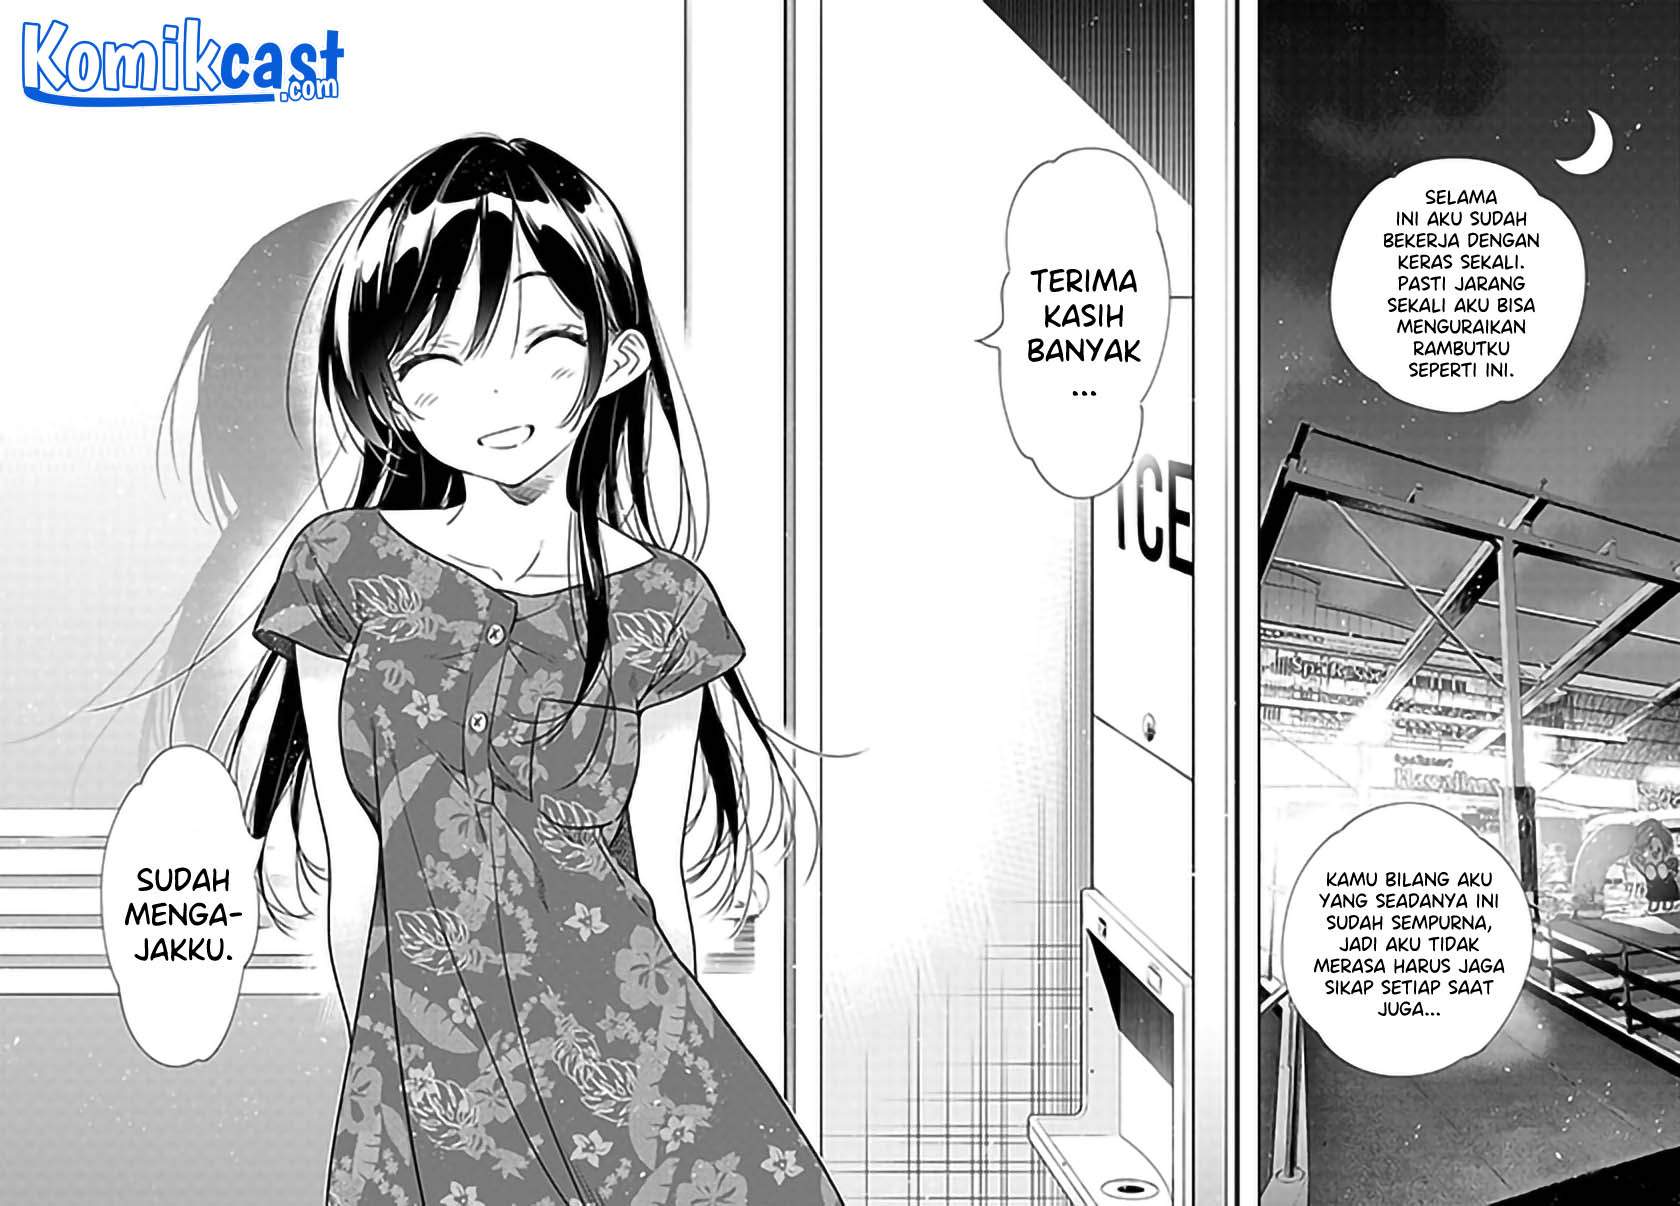 Komikcast
.com
SELAMA
INI AKU SUDAH
BEKERJA DENGAN
KERAS SEKALI.
PASTI JARANG
SEKALI AKU BISA
MENGURAIKAN
RAMBUTKU
SEPERTI INI.
Hawaiians
KAMU BILANG AKU
YANG SEADANYA INI
SUDAH SEMPURNA,
JADI AKU TIDAK
MERASA HARUS JAGA
SIKAP SETIAP SAAT
JUGA...
TERIMA
KASIH
BANYAK
...
ICE
SUDAH
MENGA-
JAKKU.